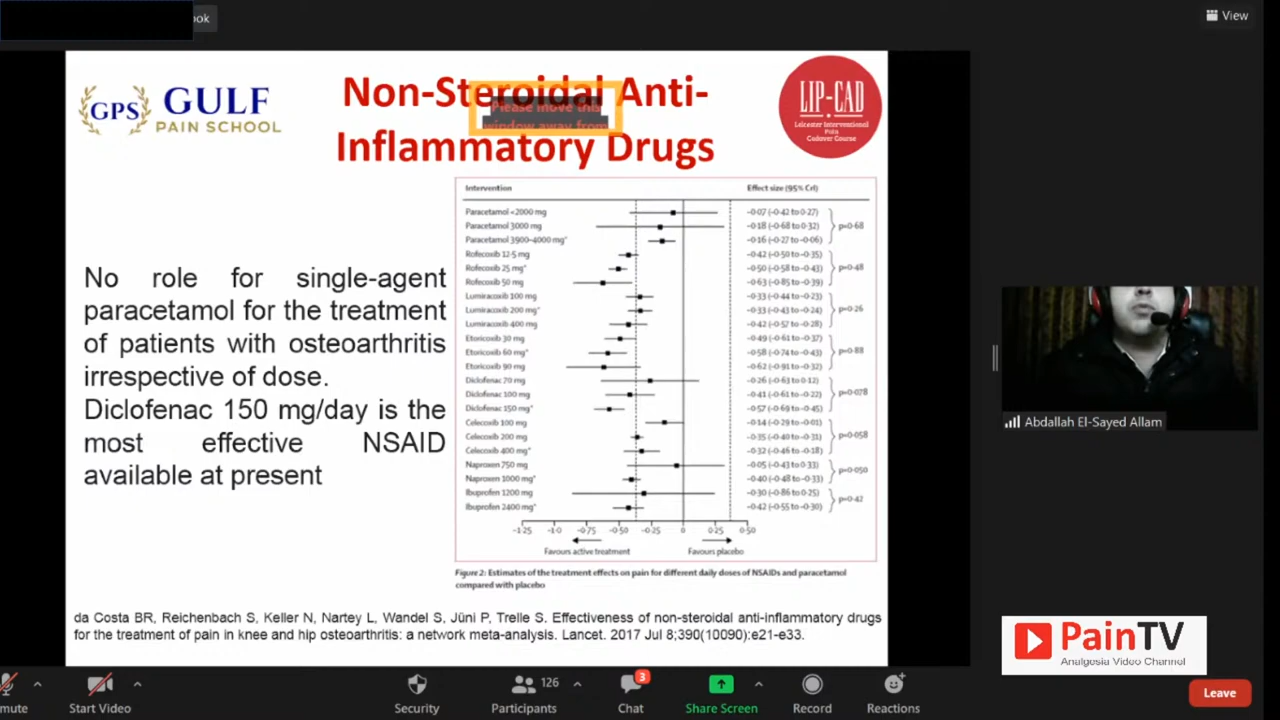 ok
View
GPS GULF
PAIN SCHOOL
Non-Steroidal Anti-
Inflammatory Drugs
Please move this
window away from
LIP-CAD
Leicester Interventional
Pain
Cadaver Course
No role for single-agent
paracetamol for the treatment
of patients with osteoarthritis
irrespective of dose.
Diclofenac 150 mg/day is the
most effective NSAID
available at present
Intervention Effect size (95% CrI)
Paracetamol <2000 mg -0·07 (-0·42 to 0·27)
Paracetamol 3000 mg -0·18 (-0·68 to 0·32) p=0·68
Paracetamol 3900-4000 mg* -0·16 (-0·27 to -0·06)
Rofecoxib 12·5 mg -0·42 (-0·50 to -0·35)
Rofecoxib 25 mg* -0·50 (-0·58 to -0·43) p=0·48
Rofecoxib 50 mg -0·63 (-0·85 to -0·39)
Lumiracoxib 100 mg -0·33 (-0·44 to -0·23)
Lumiracoxib 200 mg* -0·33 (-0·43 to -0·24) p=0·26
Lumiracoxib 400 mg -0·42 (-0·57 to -0·28)
Etoricoxib 30 mg -0·49 (-0·61 to -0·37)
Etoricoxib 60 mg* -0·58 (-0·74 to -0·43) p=0·88
Etoricoxib 90 mg -0·62 (-0·91 to -0·32)
Diclofenac 70 mg -0·26 (-0·63 to 0·12)
Diclofenac 100 mg -0·41 (-0·61 to -0·22) p=0·078
Diclofenac 150 mg* -0·57 (-0·69 to -0·45)
Celecoxib 100 mg -0·14 (-0·29 to -0·01)
Celecoxib 200 mg -0·35 (-0·40 to -0·31) p=0·058
Celecoxib 400 mg* -0·32 (-0·46 to -0·18)
Naproxen 750 mg -0·05 (-0·43 to 0·33) p=0·050
Naproxen 1000 mg* -0·40 (-0·48 to -0·33)
Ibuprofen 1200 mg -0·30 (-0·86 to 0·25) p=0·42
Ibuprofen 2400 mg* -0·42 (-0·55 to -0·30)
-1·25 -1·0 -0·75 -0·50 -0·25 0 0·25 0·50
Favours active treatment Favours placebo
Figure 2: Estimates of the treatment effects on pain for different daily doses of NSAIDs and paracetamol
compared with placebo
da Costa BR, Reichenbach S, Keller N, Nartey L, Wandel S, Jüni P, Trelle S. Effectiveness of non-steroidal anti-inflammatory drugs
for the treatment of pain in knee and hip osteoarthritis: a network meta-analysis. Lancet. 2017 Jul 8;390(10090):e21-e33.
Abdallah El-Sayed Allam
PainTV
Analgosia Video Channel
mute
Start Video
Security
126
Participants
3
Chat
Share Screen
Record
Reactions
Leave